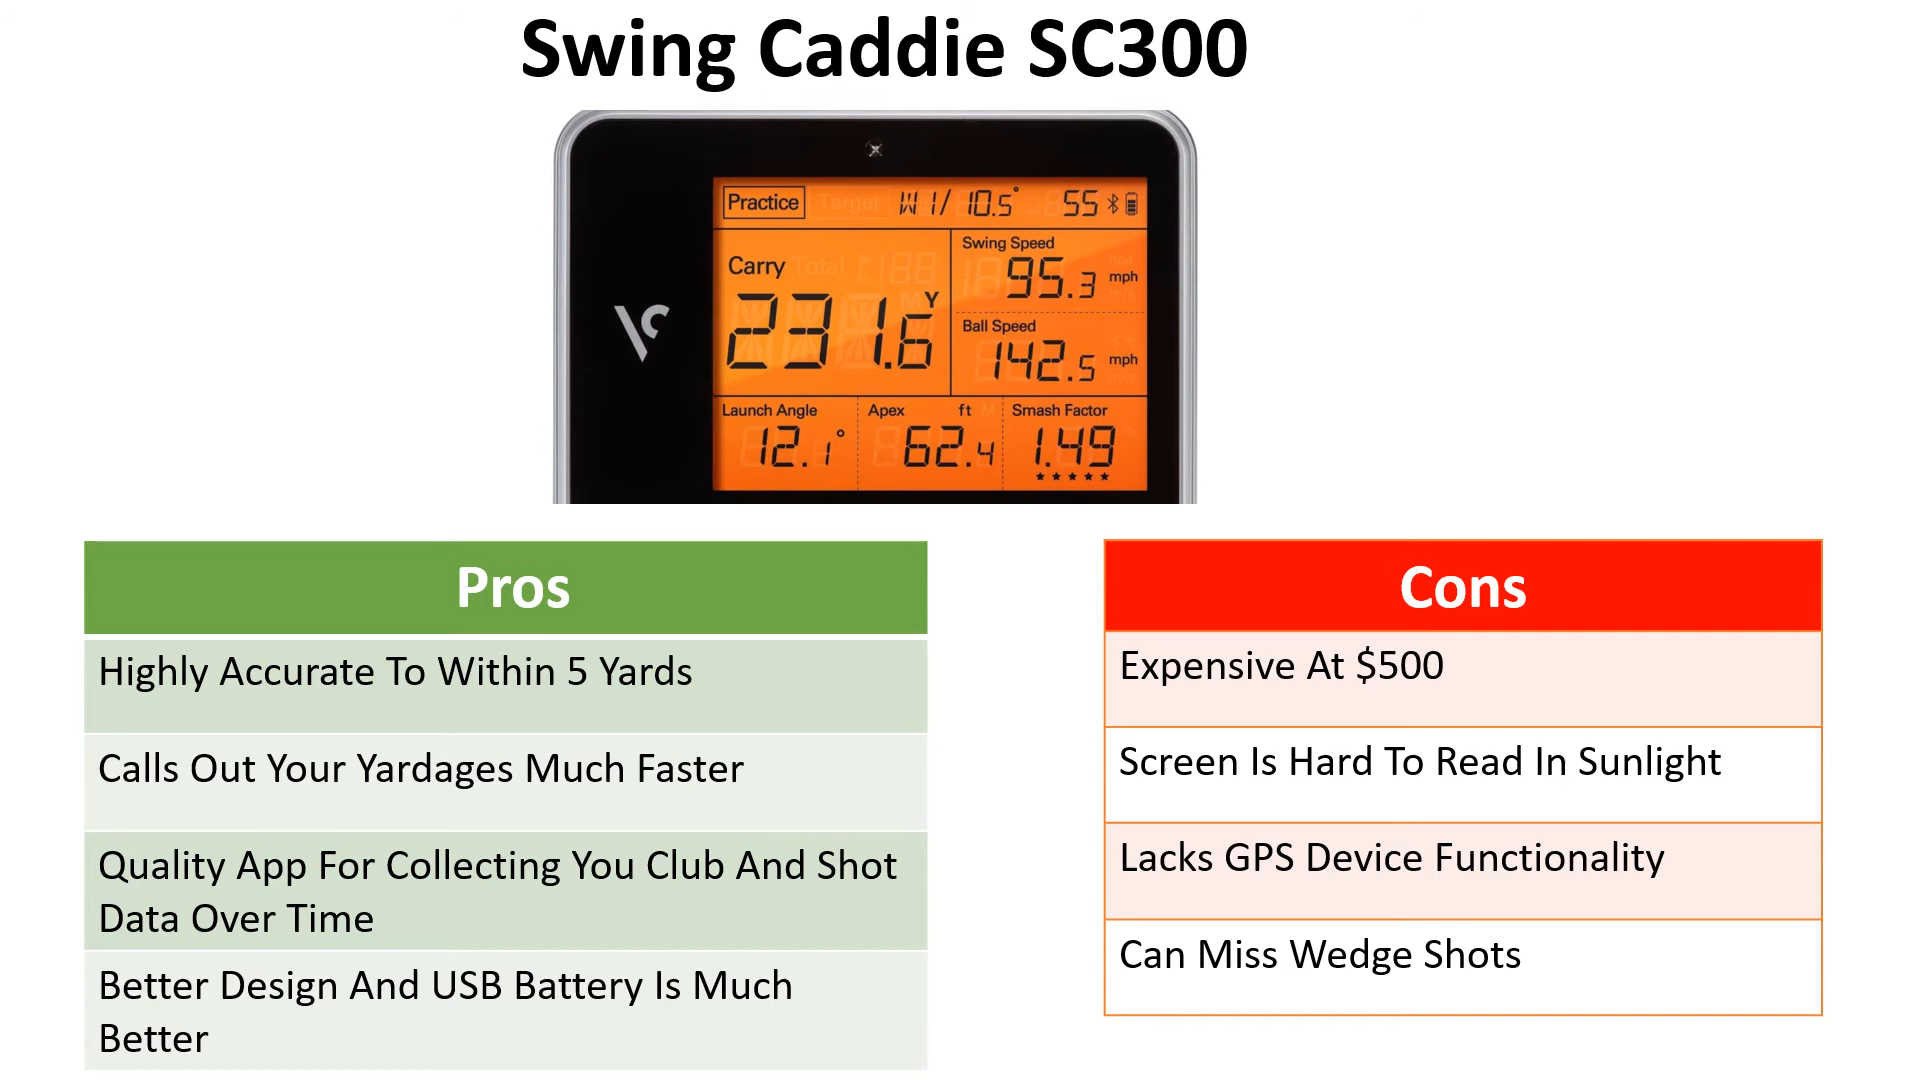 Swing Caddie SC300
Practice Target W1/10.5° 55
Carry Total
231.6 Y
Swing Speed
95.3 mph
Ball Speed
142.5 mph
Launch Angle
12.1°
Apex ft M
62.4
Smash Factor
1.49
Pros
Highly Accurate To Within 5 Yards
Calls Out Your Yardages Much Faster
Quality App For Collecting You Club And Shot
Data Over Time
Better Design And USB Battery Is Much
Better
Cons
Expensive At $500
Screen Is Hard To Read In Sunlight
Lacks GPS Device Functionality
Can Miss Wedge Shots